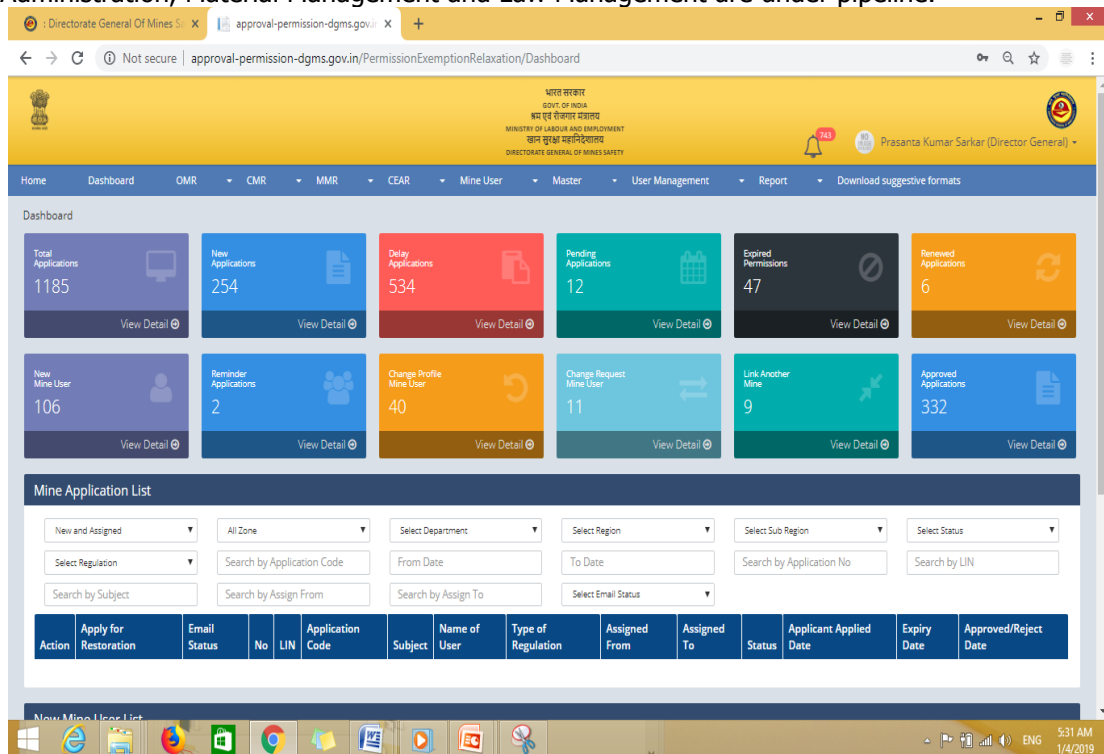 Administration, Material Management and Law Management are under pipeline.
: Directorate General Of Mines Sa
approval-permission-dgms.gov.in
Not secure | approval-permission-dgms.gov.in/PermissionExemptionRelaxation/Dashboard
भारत सरकार
GOVT. OF INDIA
श्रम एवं रोजगार मंत्रालय
MINISTRY OF LABOUR AND EMPLOYMENT
खान सुरक्षा महानिदेशालय
DIRECTORATE GENERAL OF MINES SAFETY
743
Prasanta Kumar Sarkar (Director General)
Home Dashboard OMR CMR MMR CEAR Mine User Master User Management Report Download suggestive formats
Dashboard
Total Applications
1185
View Detail
New Applications
254
View Detail
Delay Applications
534
View Detail
Pending Applications
12
View Detail
Expired Permissions
47
View Detail
Renewed Applications
6
View Detail
New Mine User
106
View Detail
Reminder Applications
2
View Detail
Change Profile Mine User
40
View Detail
Change Request Mine User
11
View Detail
Link Another Mine
9
View Detail
Approved Applications
332
View Detail
Mine Application List
New and Assigned All Zone Select Department Select Region Select Sub Region Select Status
Select Regulation Search by Application Code From Date To Date Search by Application No Search by LIN
Search by Subject Search by Assign From Search by Assign To Select Email Status
Action Apply for Restoration Email Status No LIN Application Code Subject Name of User Type of Regulation Assigned From Assigned To Status Applicant Applied Date Expiry Date Approved/Reject Date
New Mine User List
ENG
5:31 AM
1/4/2019